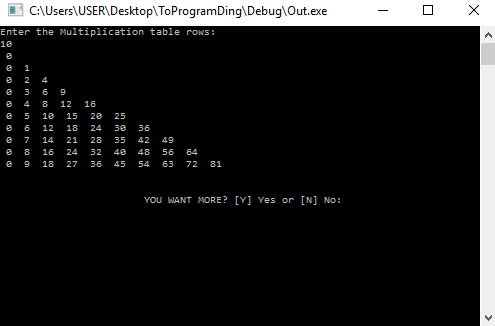 C:\Users\USER\Desktop\ToProgramDing\Debug\Out.exe
Enter the Multiplication table rows:
10
0
0 1
0 2 4
0 3 6 9
0 4 8 12 16
0 5 10 15 20 25
0 6 12 18 24 30 36
0 7 14 21 28 35 42 49
0 8 16 24 32 40 48 56 64
0 9 18 27 36 45 54 63 72 81
YOU WANT MORE? [Y] Yes or [N] No: